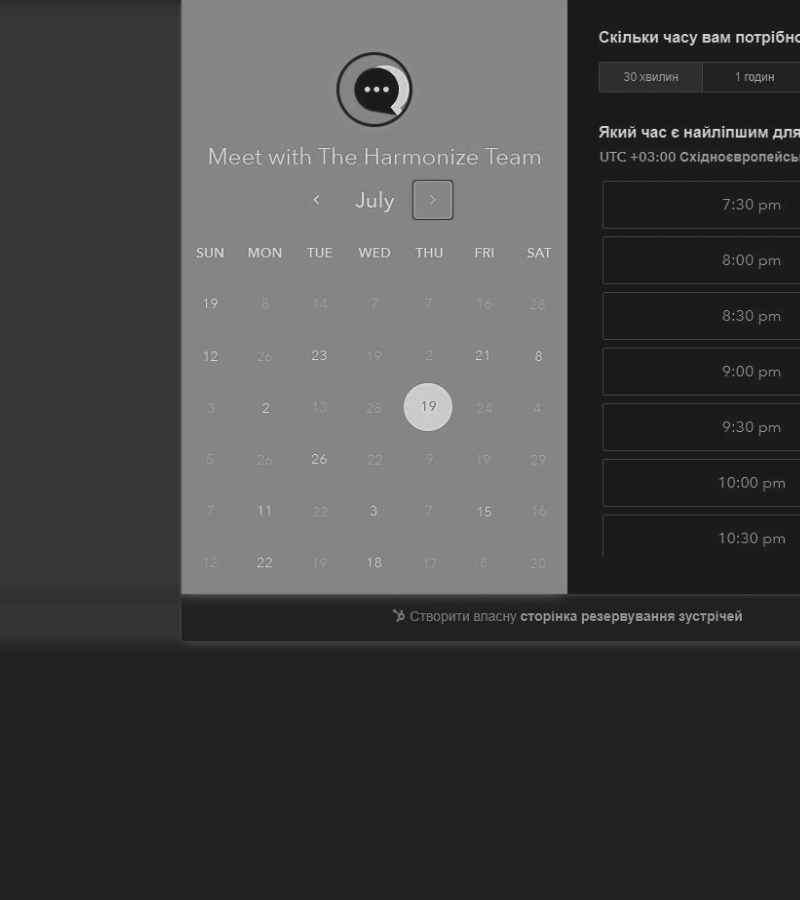 Meet with The Harmonize Team
July
SUN MON TUE WED THU FRI SAT
19 8 14 7 7 16 28
12 26 23 19 2 21 8
3 2 13 28 19 24 4
5 26 26 22 9 19 29
7 11 22 3 7 15 16
12 22 19 18 17 8 20
Скільки часу вам потрібно
30 хвилин 1 годин
Який час є найліпшим для
UTC +03:00 Східноєвропейсь
7:30 pm
8:00 pm
8:30 pm
9:00 pm
9:30 pm
10:00 pm
10:30 pm
Створити власну сторінка резервування зустрічей